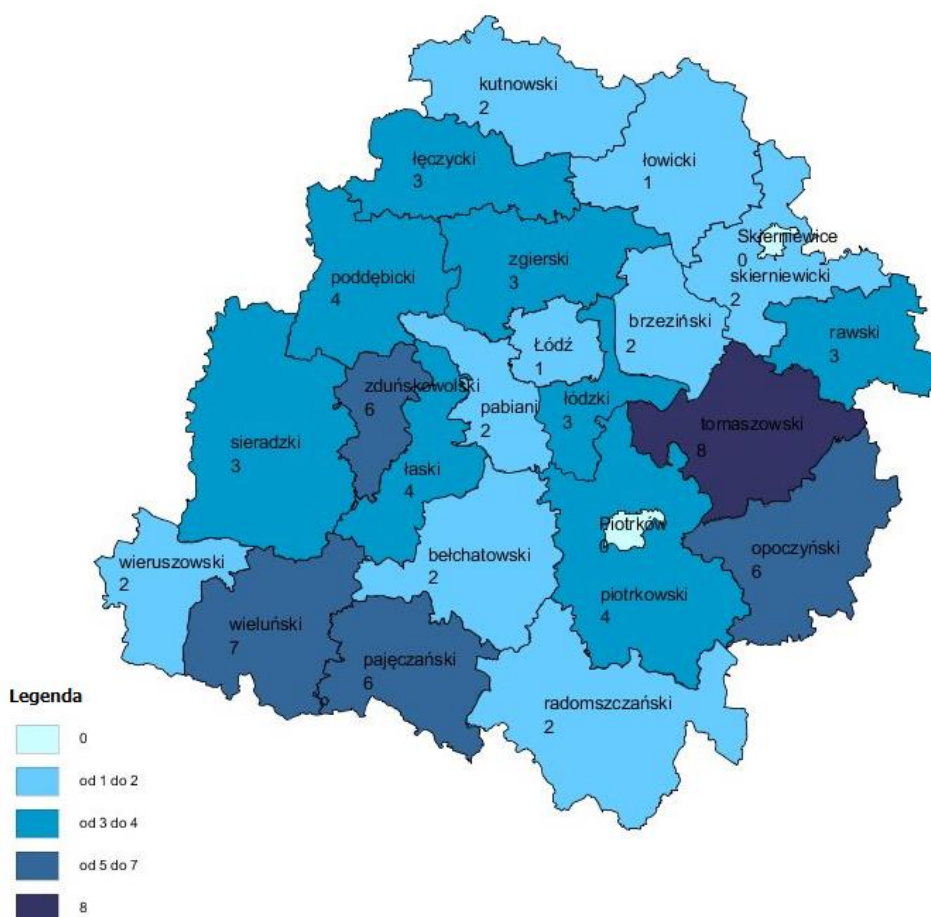 kutnowski
2
łęczycki
3
łowicki
1
Skierniewice
0
zgierski
3
poddębicki
4
skierniewicki
2
brzeziński
2
rawski
3
Łódź
1
zduńskowolski
6
pabiani
2
łódzki
3
tomaszowski
8
sieradzki
3
łaski
4
Piotrków
0
opoczyński
6
wieruszowski
2
bełchatowski
2
piotrkowski
4
wieluński
7
pajęczański
6
radomszczański
2
Legenda
0
od 1 do 2
od 3 do 4
od 5 do 7
8